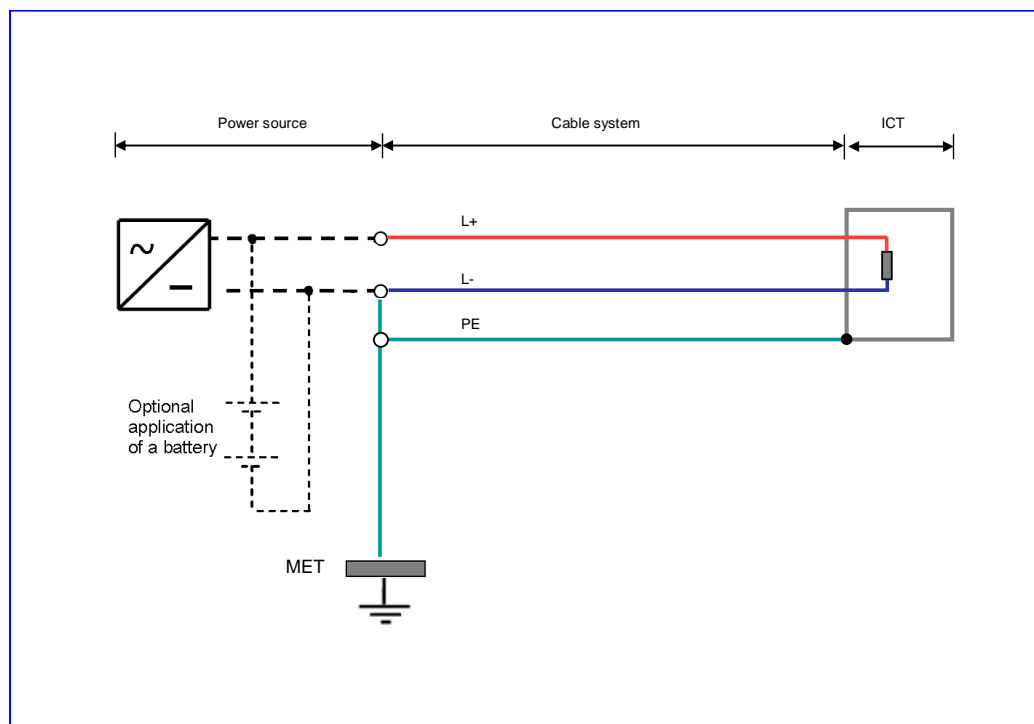 Power source
Cable system
ICT
L+
L-
PE
Optional
application
of a battery
MET